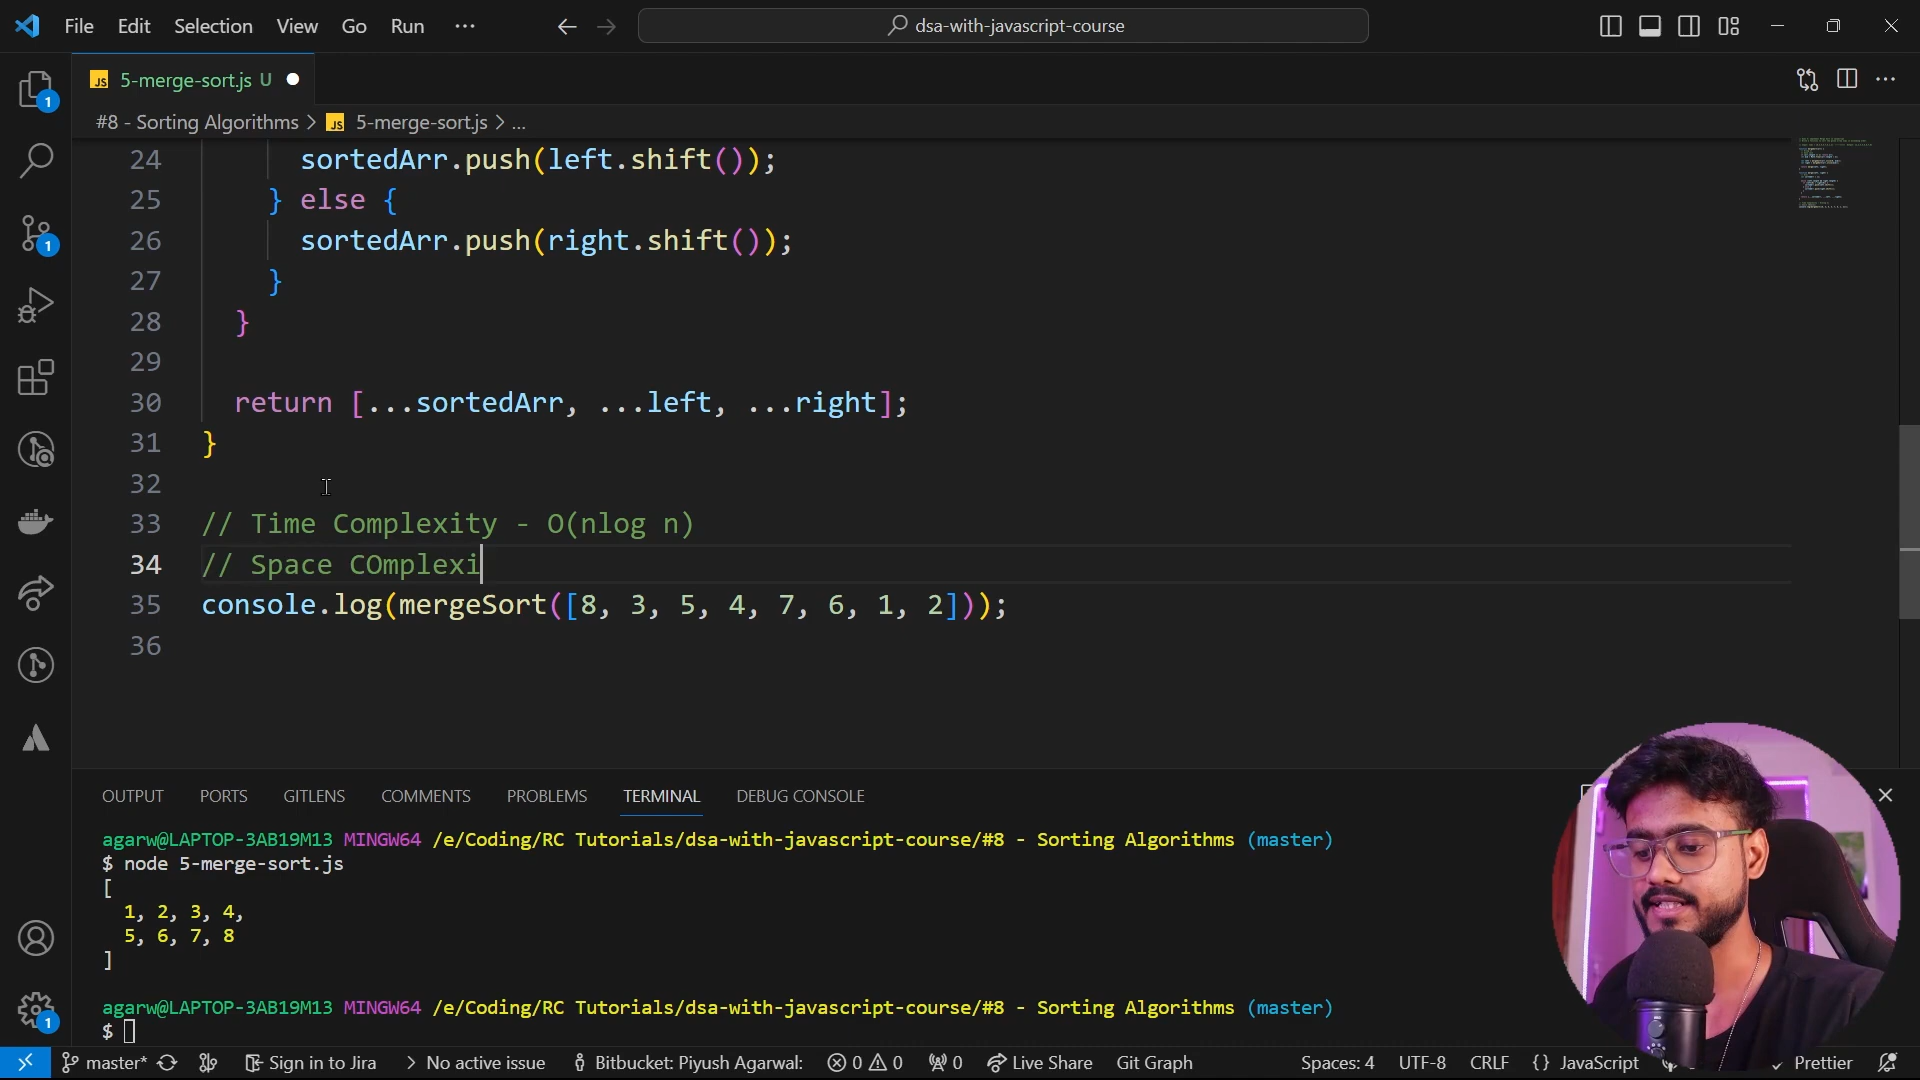 File Edit Selection View Go Run ···
dsa-with-javascript-course
JS 5-merge-sort.js U
#8 - Sorting Algorithms > JS 5-merge-sort.js > ...
24 sortedArr.push(left.shift());
25 } else {
26 sortedArr.push(right.shift());
27 }
28 }
29
30 return [...sortedArr, ...left, ...right];
31 }
32
33 // Time Complexity - O(nlog n)
34 // Space COmplexi
35 console.log(mergeSort([8, 3, 5, 4, 7, 6, 1, 2]));
36
1
1
1
OUTPUT PORTS GITLENS COMMENTS PROBLEMS TERMINAL DEBUG CONSOLE
agarw@LAPTOP-3AB19M13 MINGW64 /e/Coding/RC Tutorials/dsa-with-javascript-course/#8 - Sorting Algorithms (master)
$ node 5-merge-sort.js
[
1, 2, 3, 4,
5, 6, 7, 8
]
agarw@LAPTOP-3AB19M13 MINGW64 /e/Coding/RC Tutorials/dsa-with-javascript-course/#8 - Sorting Algorithms (master)
$
master* Sign in to Jira > No active issue Bitbucket: Piyush Agarwal: 0 0 0 Live Share Git Graph Spaces: 4 UTF-8 CRLF {} JavaScript Prettier